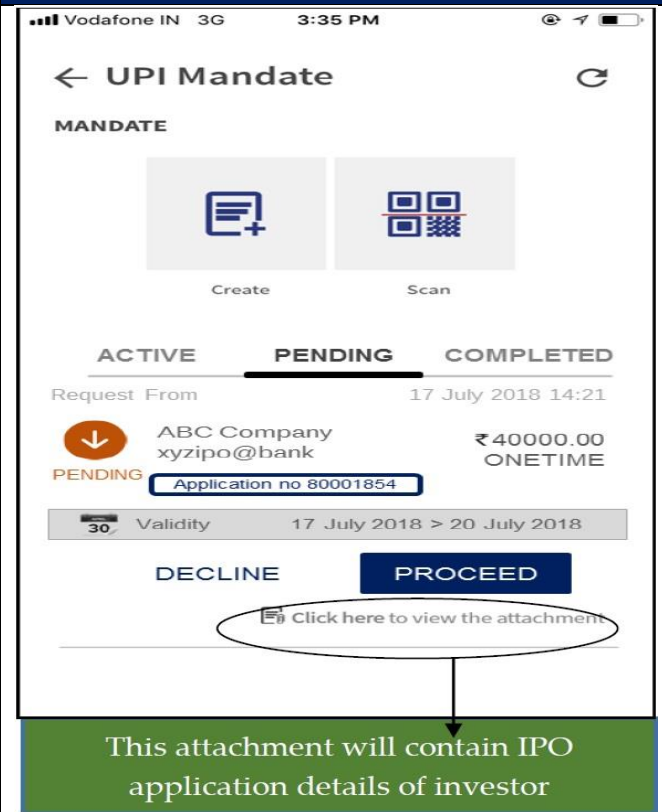 Vodafone IN 3G 3:35 PM
← UPI Mandate
MANDATE
Create Scan
ACTIVE PENDING COMPLETED
Request From 17 July 2018 14:21
ABC Company ₹40000.00
xyzipo@bank ONETIME
PENDING
Application no 80001854
30 Validity 17 July 2018 > 20 July 2018
DECLINE PROCEED
Click here to view the attachment
This attachment will contain IPO
application details of investor